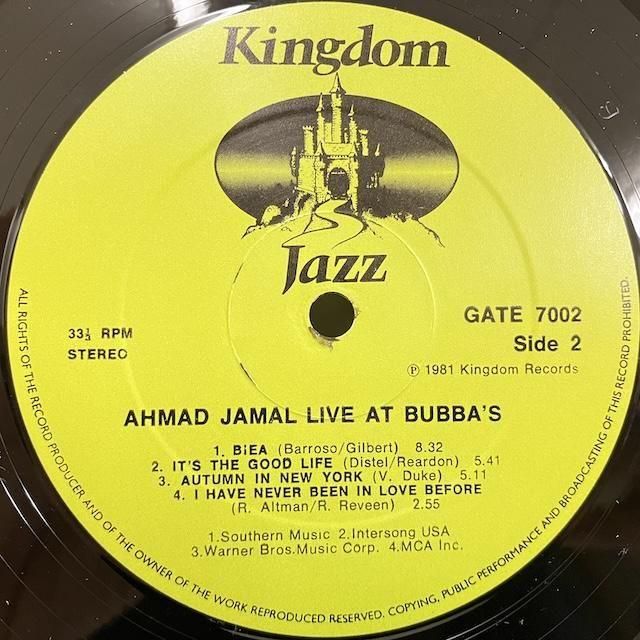 Kingdom
Jazz
33⅓ RPM
STEREO
GATE 7002
Side 2
℗ 1981 Kingdom Records
AHMAD JAMAL LIVE AT BUBBA'S
1. BiEA (Barroso/Gilbert) 8.32
2. IT'S THE GOOD LIFE (Distel/Reardon) 5.41
3. AUTUMN IN NEW YORK (V. Duke) 5.11
4. I HAVE NEVER BEEN IN LOVE BEFORE
(R. Altman/R. Reveen) 2.55
1.Southern Music 2.Intersong USA
3.Warner Bros.Music Corp. 4.MCA Inc.
ALL RIGHTS OF THE RECORD PRODUCER AND OF THE OWNER OF THE WORK REPRODUCED RESERVED. COPYING, PUBLIC PERFORMANCE AND BROADCASTING OF THIS RECORD PROHIBITED.